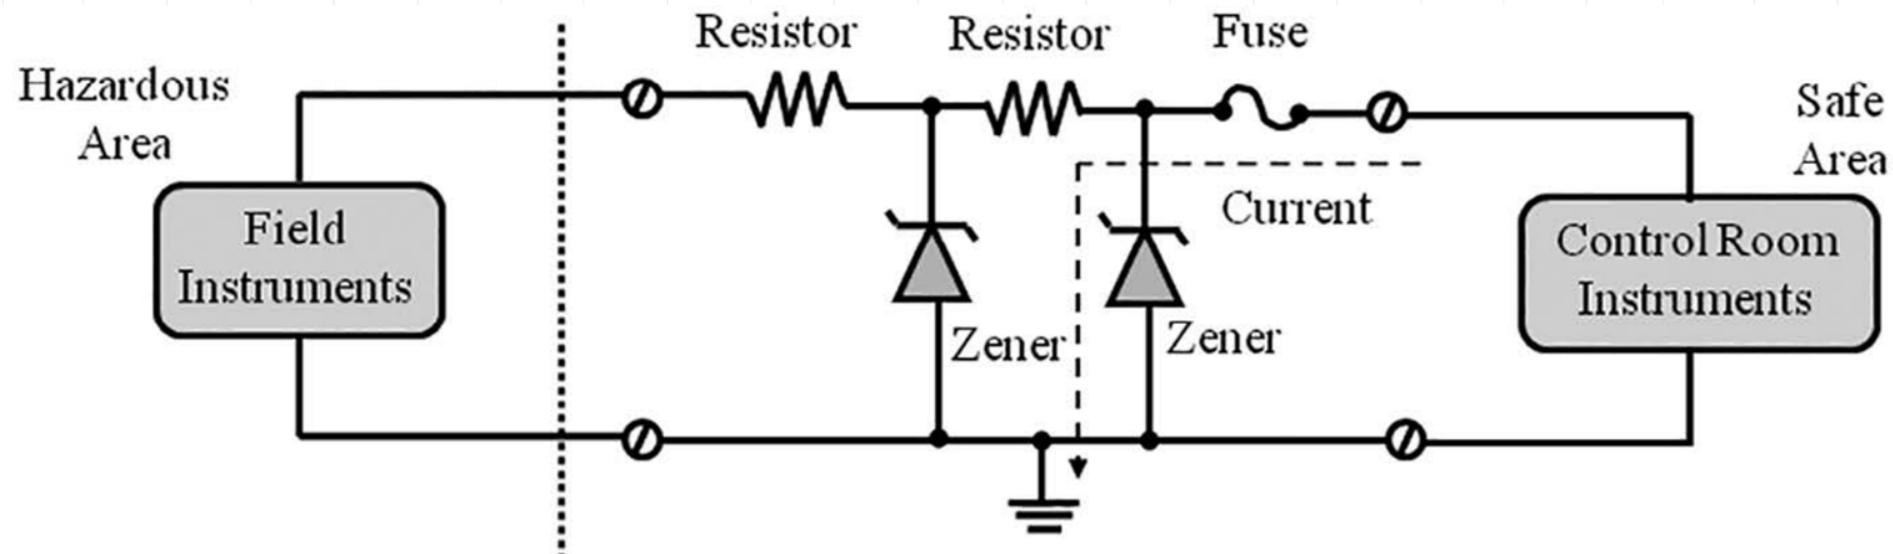 Resistor
Resistor
Fuse
Hazardous
Area
Safe
Area
Field
Instruments
Current
Control Room
Instruments
Zener
Zener